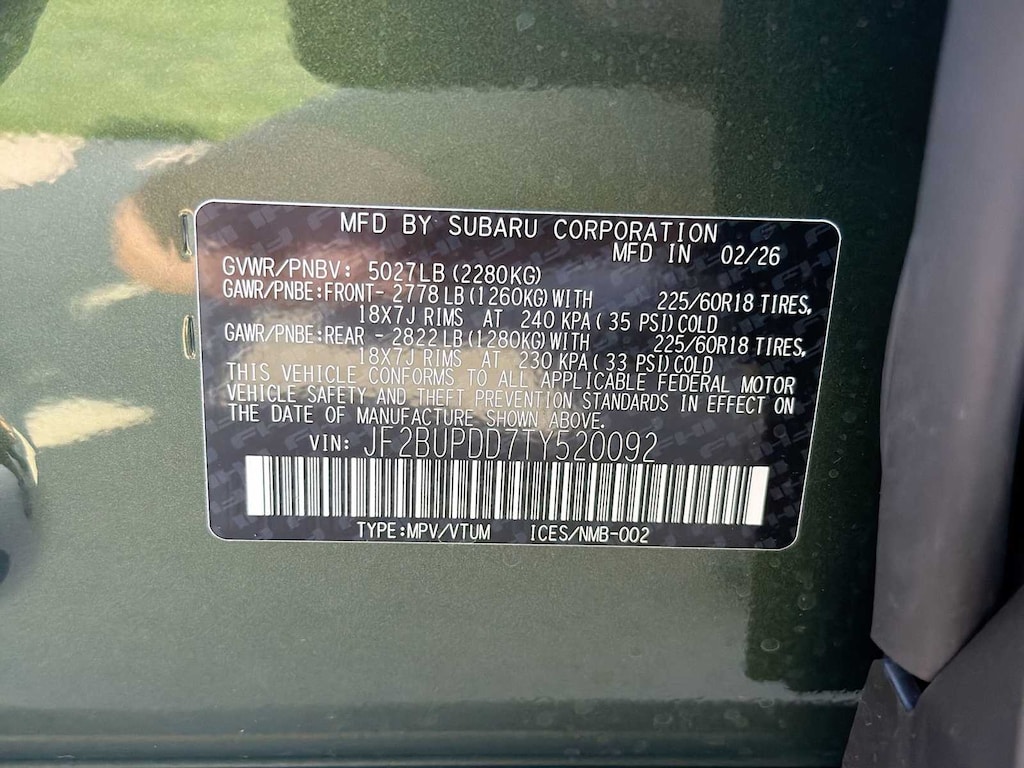 MFD BY SUBARU CORPORATION
MFD IN 02/26
GVWR/PNBV: 5027LB (2280KG)
GAWR/PNBE:FRONT- 2778 LB (1260KG) WITH 225/60R18 TIRES,
18X7J RIMS AT 240 KPA ( 35 PSI) COLD
GAWR/PNBE:REAR - 2822 LB (1280KG) WITH 225/60R18 TIRES,
18X7J RIMS AT 230 KPA ( 33 PSI) COLD
THIS VEHICLE CONFORMS TO ALL APPLICABLE FEDERAL MOTOR
VEHICLE SAFETY AND THEFT PREVENTION STANDARDS IN EFFECT ON
THE DATE OF MANUFACTURE SHOWN ABOVE.
VIN: JF2BUPDD7TY520092
TYPE:MPV/VTUM ICES/NMB-002